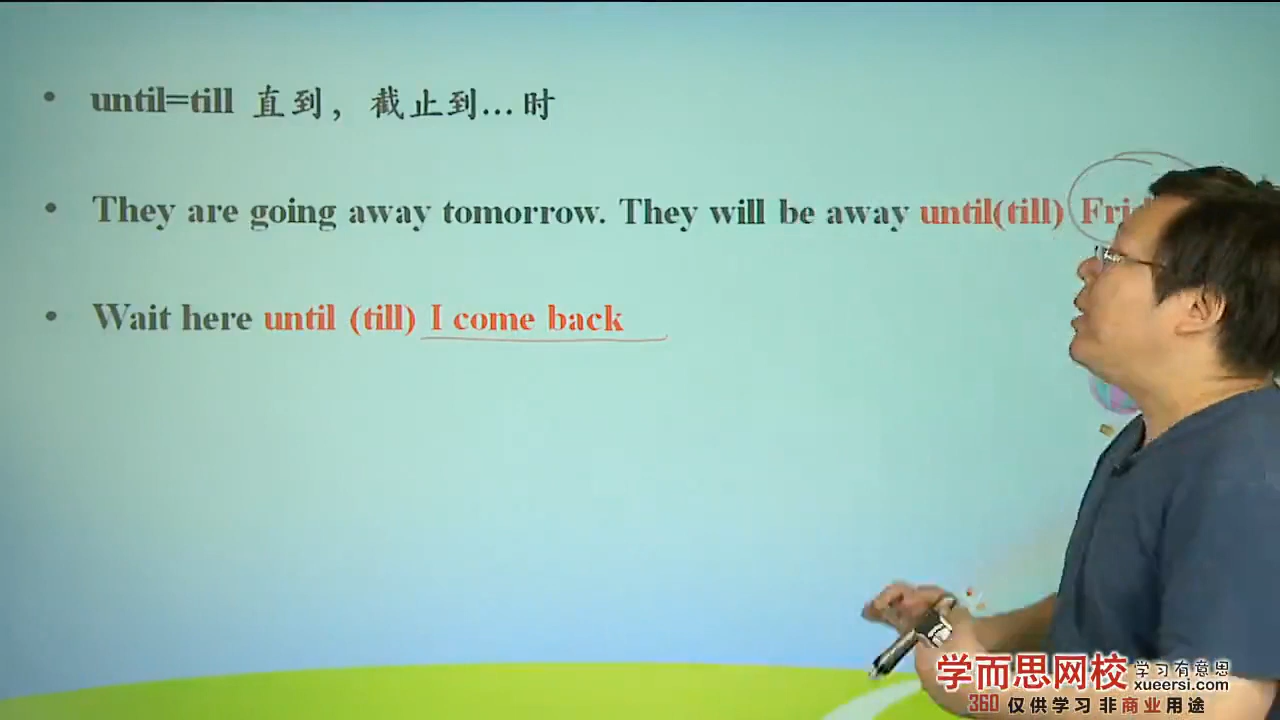 until=till 直到，截止到…时
They are going away tomorrow. They will be away until(till)
Wait here until (till) I come back
学而思网校 学习有意思
xueersi.com
360 仅供学习 非商业用途